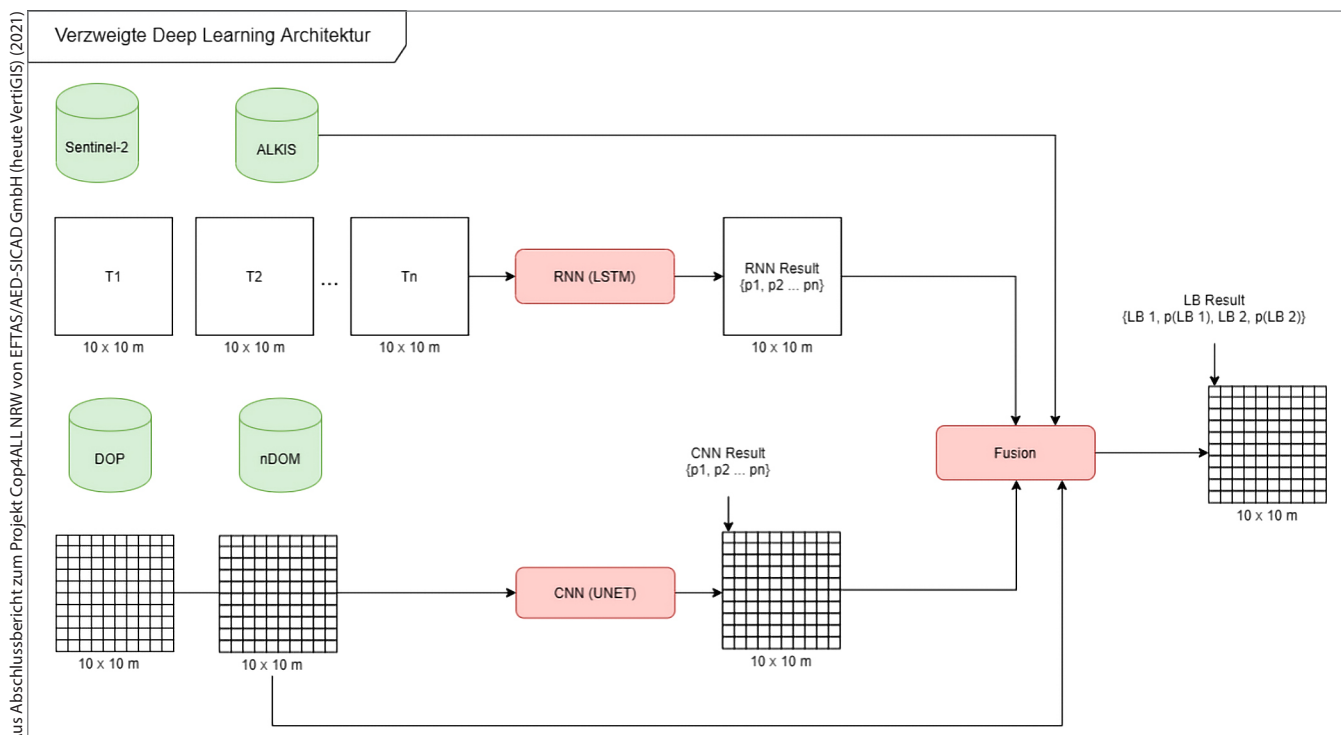 us Abschlussbericht zum Projekt Cop4ALL NRW von EFTAS/AED-SICAD GmbH (heute VertiGIS) (2021)
Verzweigte Deep Learning Architektur
Sentinel-2
ALKIS
T1
T2
...
Tn
RNN (LSTM)
RNN Result
{p1, p2 ... pn}
10 x 10 m
10 x 10 m
10 x 10 m
10 x 10 m
LB Result
{LB 1, p(LB 1), LB 2, p(LB 2)}
DOP
nDOM
CNN Result
{p1, p2 ... pn}
Fusion
10 x 10 m
CNN (UNET)
10 x 10 m
10 x 10 m
10 x 10 m